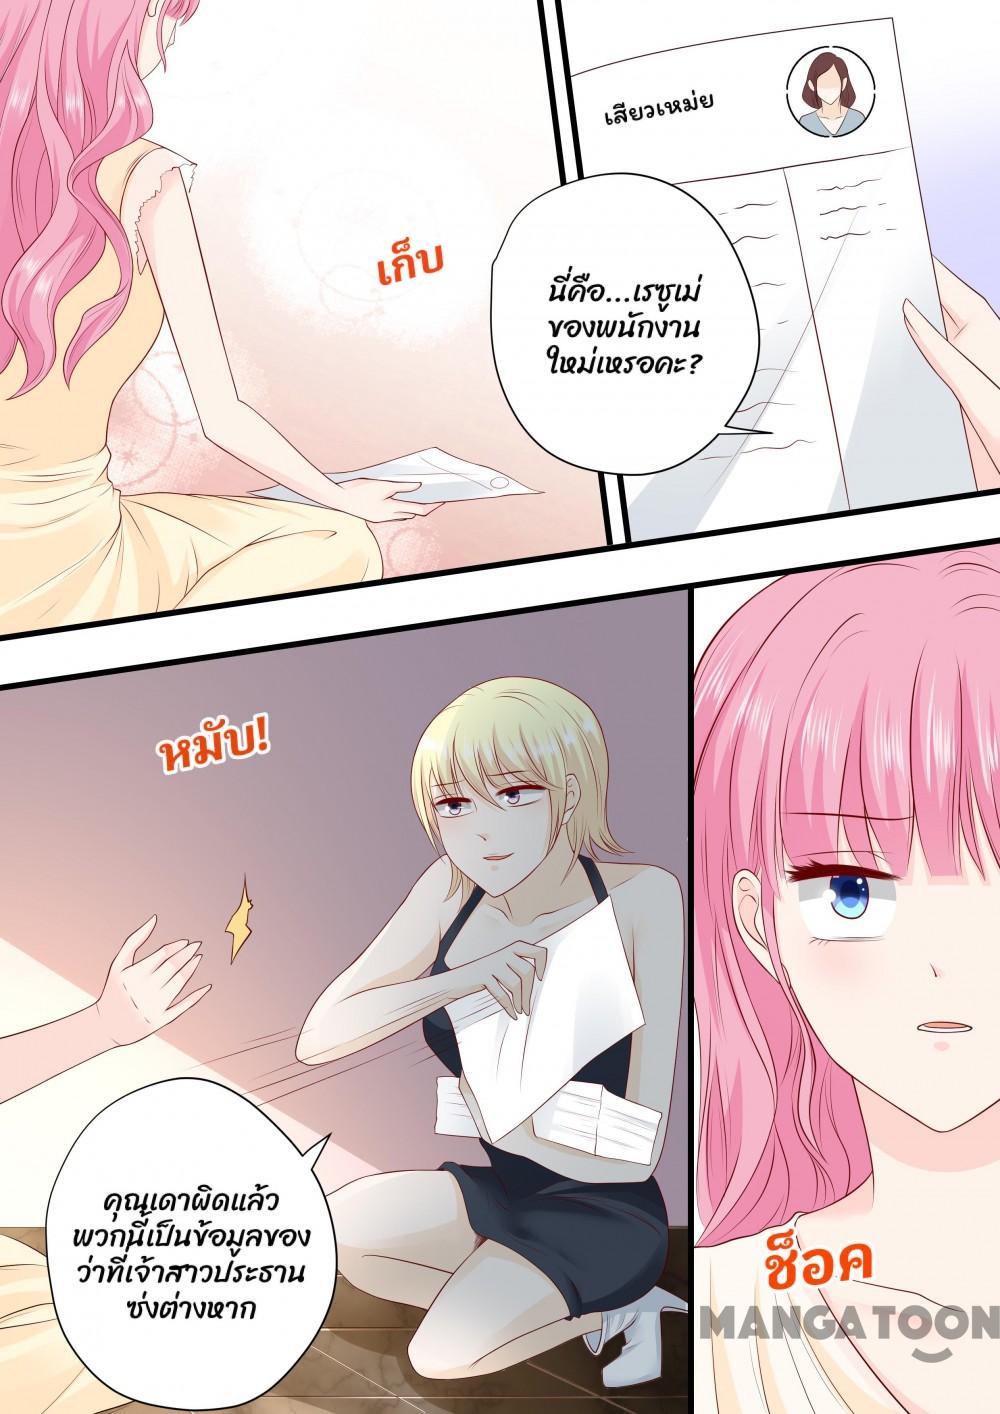 เสียวเหม่ย
เก็บ
นี่คือ...เรซูเม่
ของพนักงาน
ใหม่เหรอคะ?
หมับ!
คุณเดาผิดแล้ว
พวกนี้เป็นข้อมูลของ
ว่าที่เจ้าสาวประธาน
ซ่งต่างหาก
ช็อค
MANGATOON